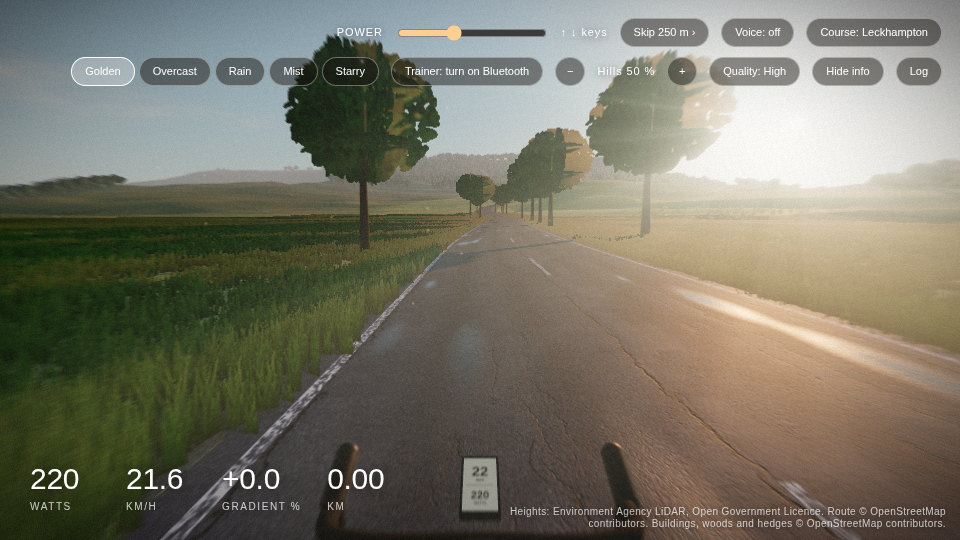 POWER ↑ ↓ keys Skip 250 m › Voice: off Course: Leckhampton
Golden Overcast Rain Mist Starry Trainer: turn on Bluetooth − Hills 50 % + Quality: High Hide info Log
22
220
220 21.6 +0.0 0.00
WATTS KM/H GRADIENT % KM
Heights: Environment Agency LiDAR, Open Government Licence. Route © OpenStreetMap
contributors. Buildings, woods and hedges © OpenStreetMap contributors.